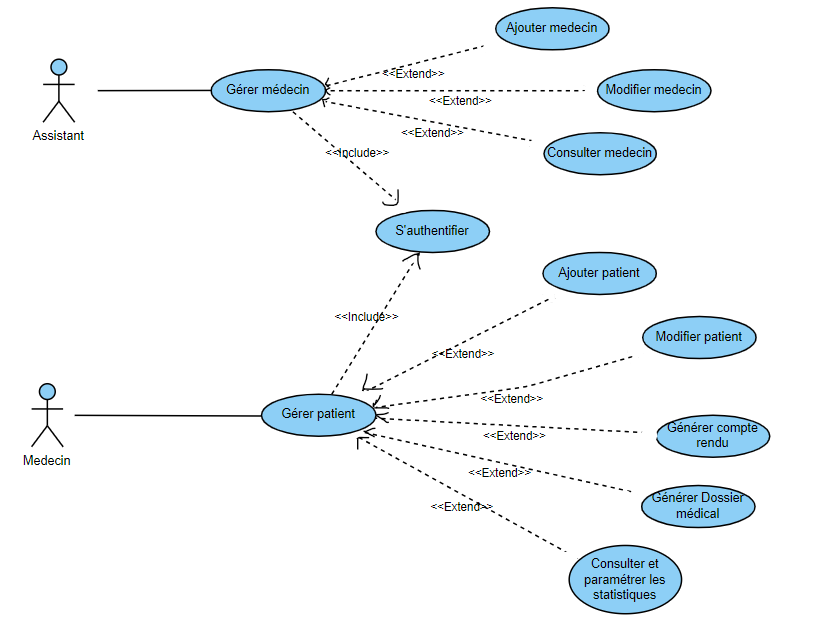 Ajouter medecin
<<Extend>>
Gérer médecin
Modifier medecin
<<Extend>>
Assistant
<<Extend>>
<<Include>>
Consulter medecin
S'authentifier
Ajouter patient
<<Include>>
Modifier patient
<<Extend>>
<<Extend>>
Gérer patient
Générer compte
rendu
<<Extend>>
Medecin
<<Extend>>
Générer Dossier
médical
<<Extend>>
Consulter et
paramétrer les
statistiques